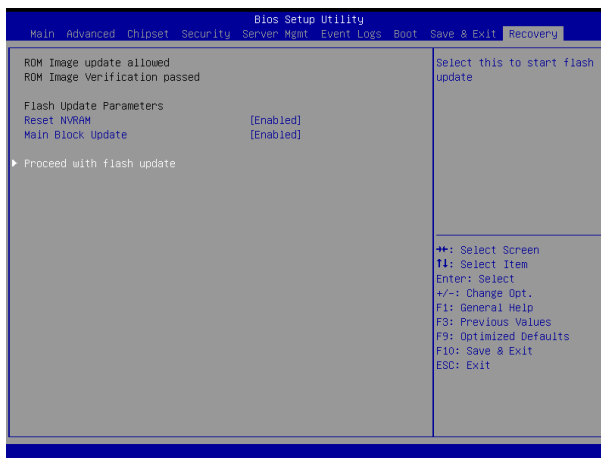 Bios Setup Utility
Main Advanced Chipset Security Server Mgmt Event Logs Boot Save & Exit Recovery
ROM Image update allowed
ROM Image Verification passed
Flash Update Parameters
Reset NVRAM [Enabled]
Main Block Update [Enabled]
Proceed with flash update
Select this to start flash
update
→←: Select Screen
↑↓: Select Item
Enter: Select
+/-: Change Opt.
F1: General Help
F3: Previous Values
F9: Optimized Defaults
F10: Save & Exit
ESC: Exit